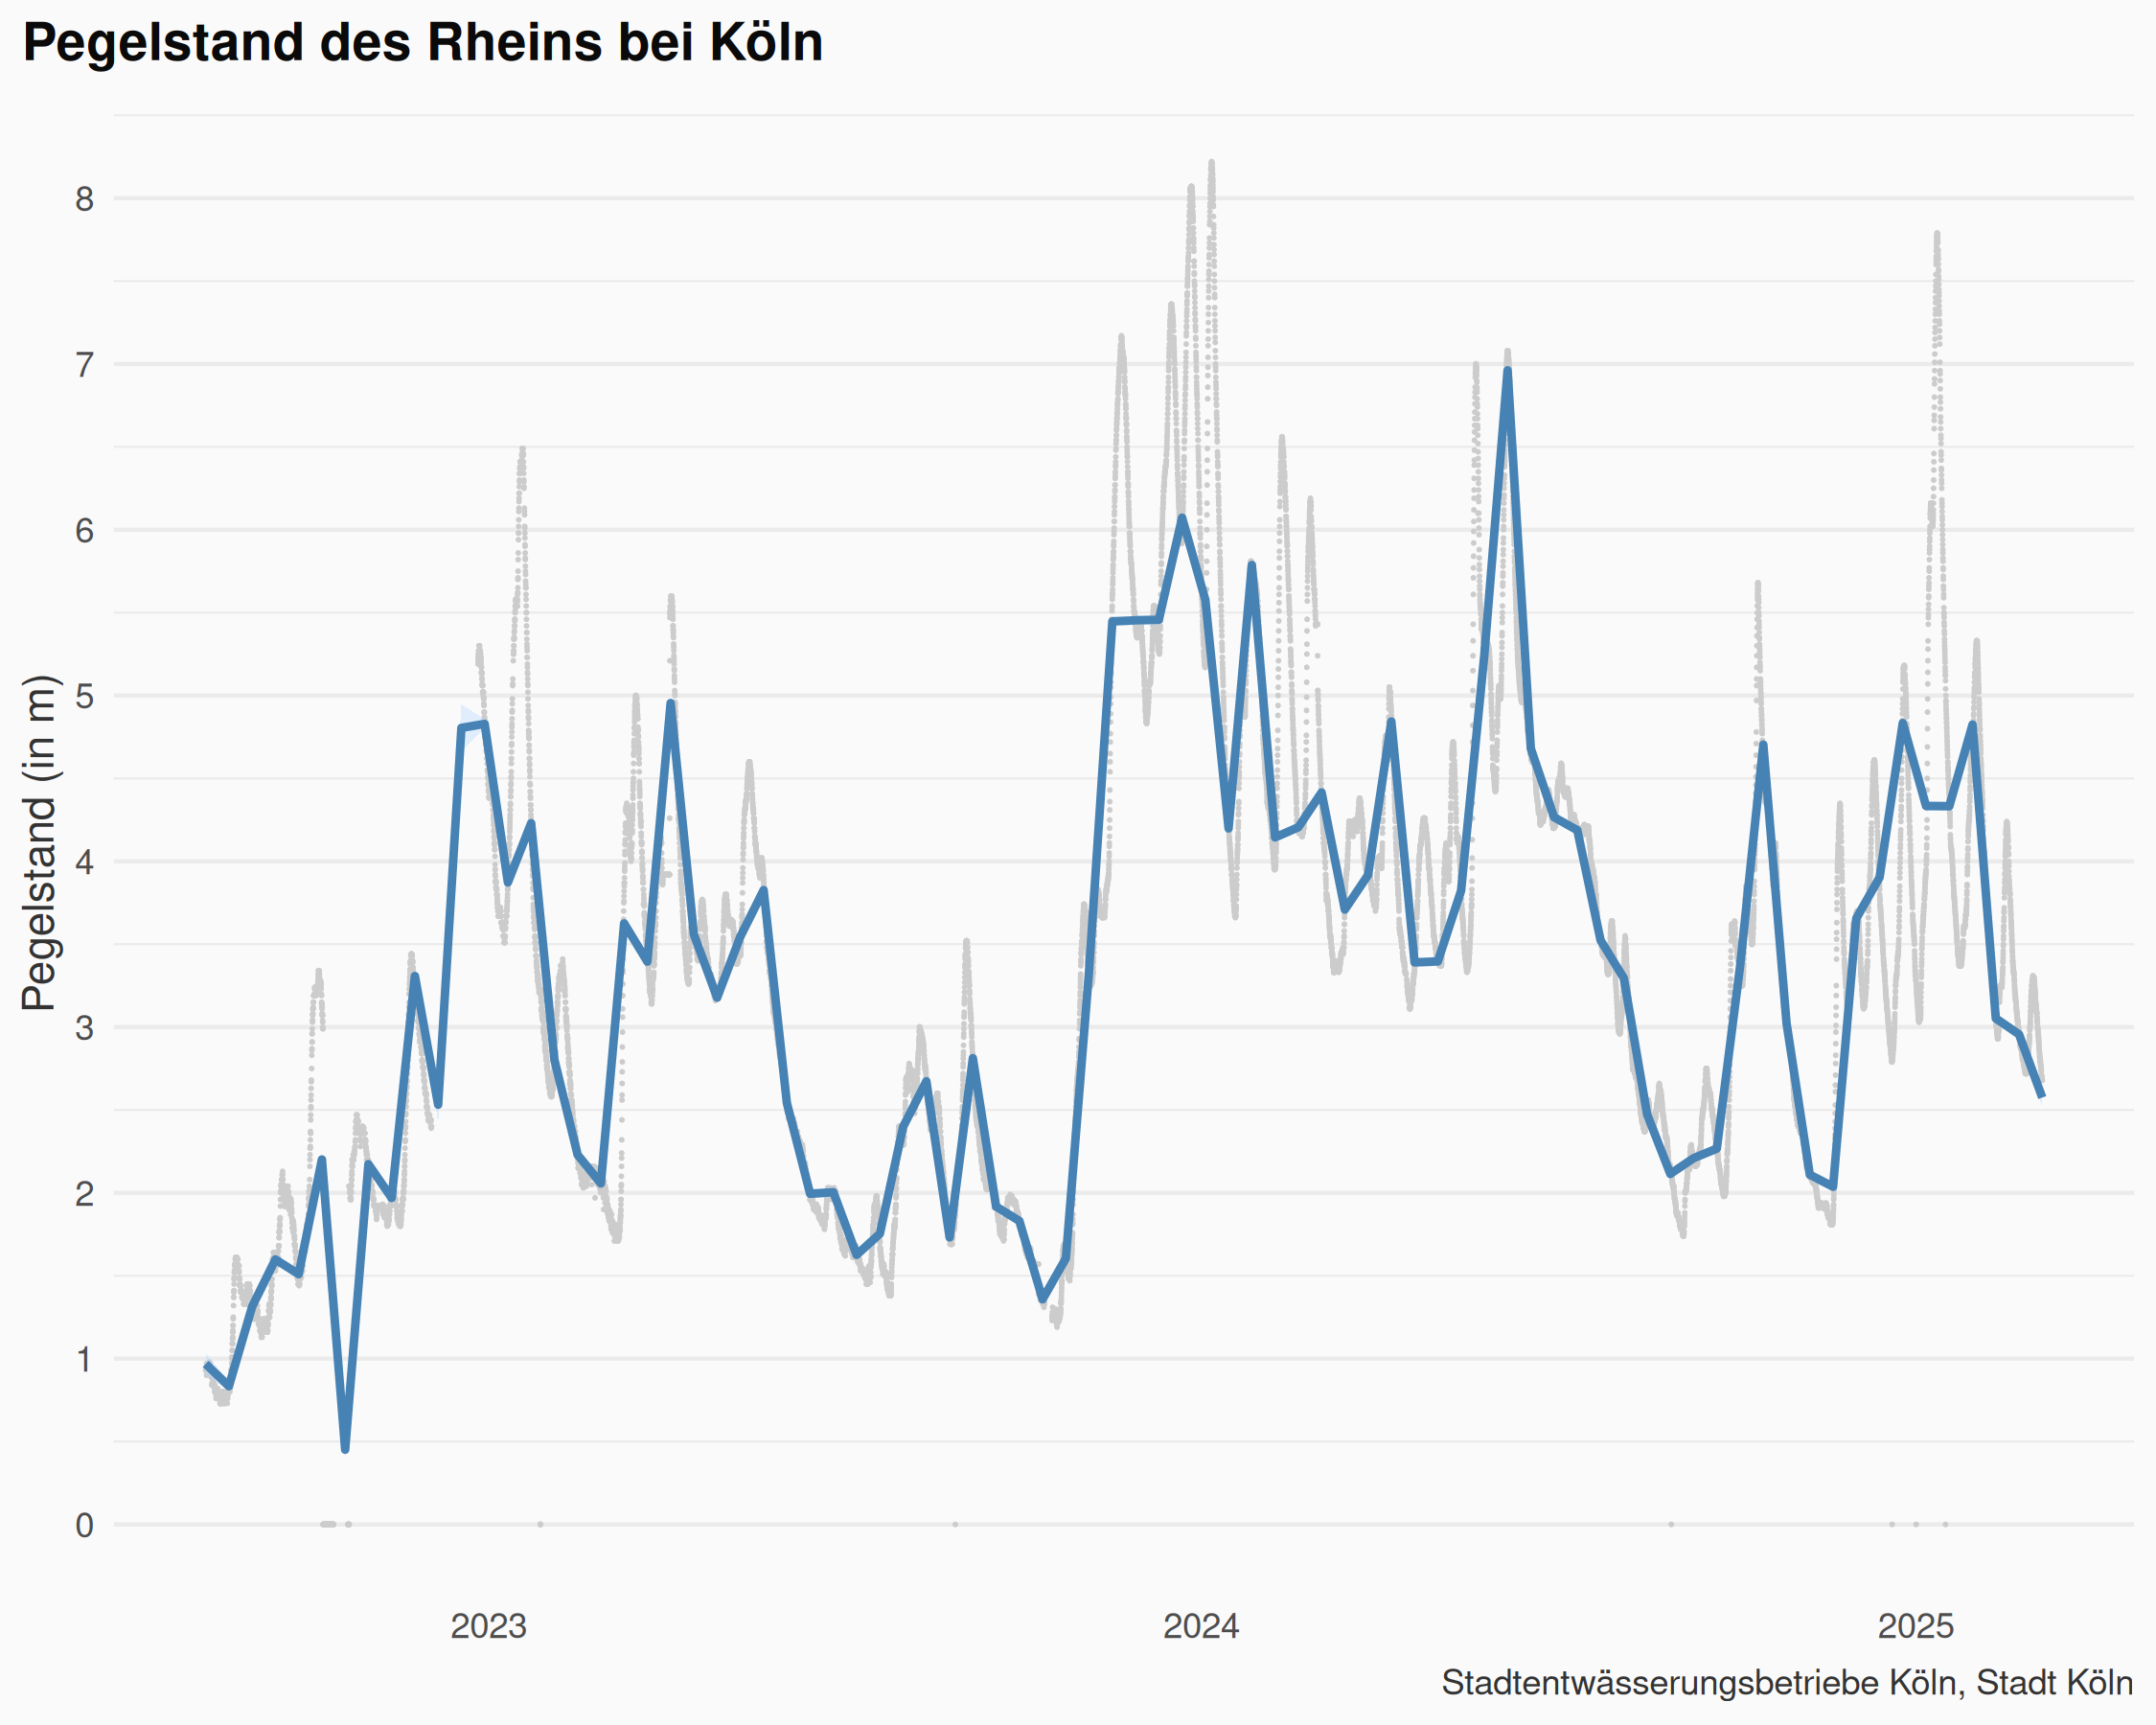 Pegelstand des Rheins bei Köln
Pegelstand (in m)
8
7
6
5
4
3
2
1
0
2023 2024 2025
Stadtentwässerungsbetriebe Köln, Stadt Köln